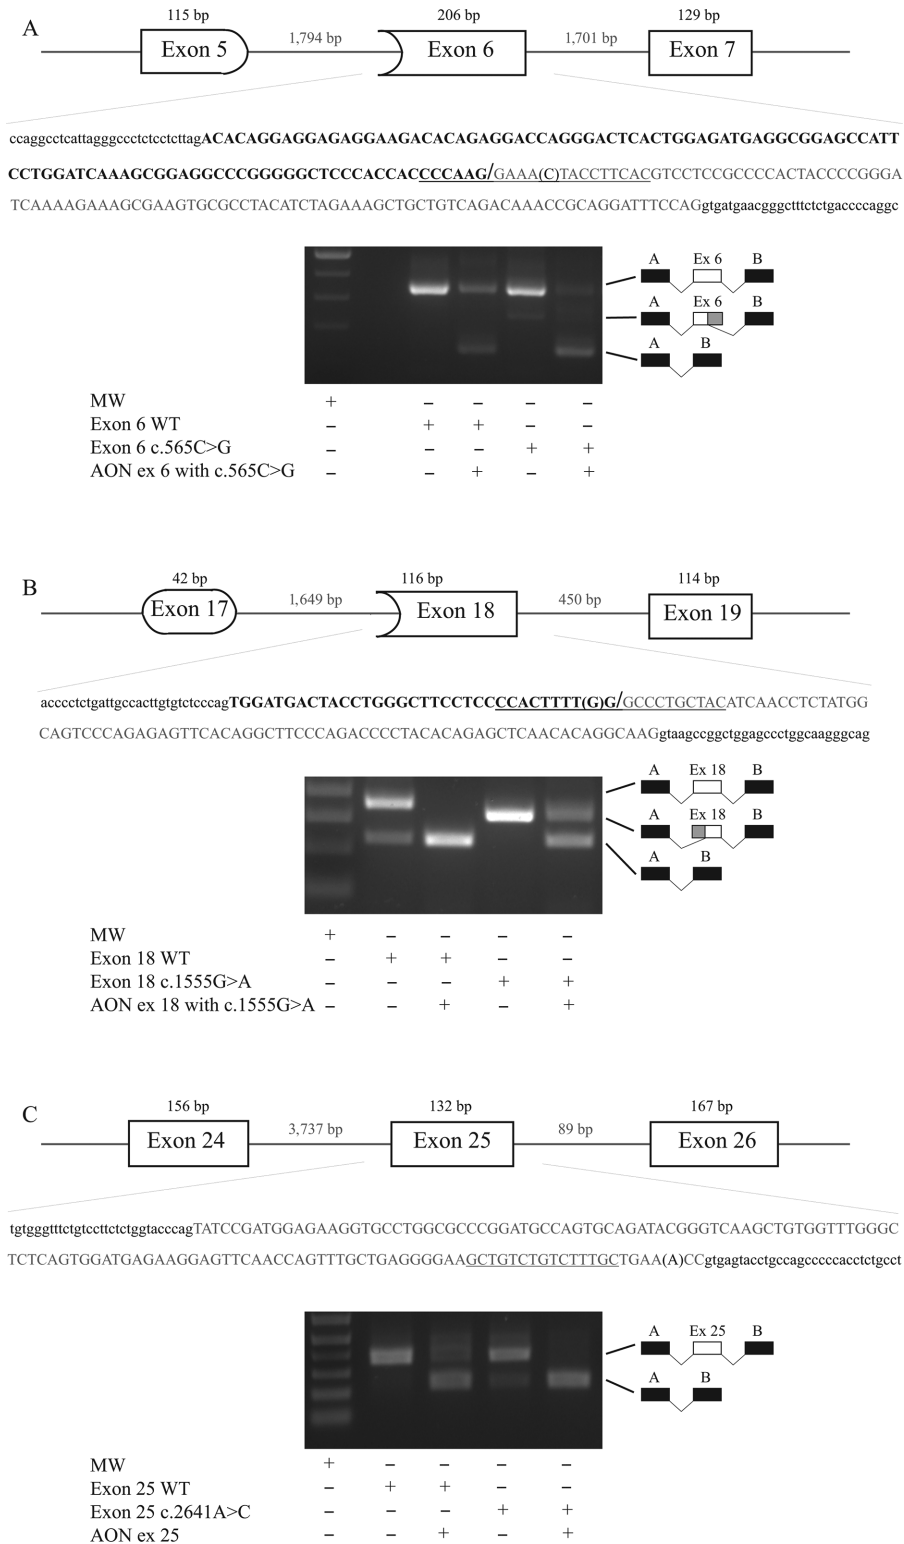 A
115 bp 206 bp 129 bp
Exon 5 1,794 bp Exon 6 1,701 bp Exon 7
ccaggcctcattagggccctctcctcttagACACAGGAGGAGAGGAAGACACAGAGGACCAGGGACTCACTGGAGATGAGGCGGAGCCATT
CCTGGATCAAAGCGGAGGCCCGGGGGCTCCCACCACCCCCAAG/GAAA(C)TACCTTCACGTCCTCCGCCCCACTACCCCGGGA
TCAAAAGAAAGCGAAGTGCGCCTACATCTAGAAAGCTGCTGTCAGACAAACCGCAGGATTTCCAGgtgatgaacgggctttctctgaccccaggc
A Ex 6 B
A Ex 6 B
A B
MW + – – – –
Exon 6 WT – + + – –
Exon 6 c.565C>G – – – + +
AON ex 6 with c.565C>G – – + – +
B
42 bp 116 bp 114 bp
Exon 17 1,649 bp Exon 18 450 bp Exon 19
acccctctgattgccacttgtgtctcccagTGGATGACTACCTGGGCTTCCTCCCCCACTTTT(G)G/GCCCTGCTACATCAACCTCTATGG
CAGTCCCAGAGAGTTCACAGGCTTCCCAGACCCCTACACAGAGCTCAACACAGGCAAGgtaagccggctggagccctggcaagggcag
A Ex 18 B
A Ex 18 B
A B
MW + – – – –
Exon 18 WT – + + – –
Exon 18 c.1555G>A – – – + +
AON ex 18 with c.1555G>A – – + – +
C
156 bp 132 bp 167 bp
Exon 24 3,737 bp Exon 25 89 bp Exon 26
tgtgggtttctgtccttctctggtacccagTATCCGATGGAGAAGGTGCCTGGCGCCCGGATGCCAGTGCAGATACGGGTCAAGCTGTGGTTTGGGC
TCTCAGTGGATGAGAAGGAGTTCAACCAGTTTGCTGAGGGGAAGCTGTCTGTCTTTGCTGAA(A)CCgtgagtacctgccagcccccacctctgcct
A Ex 25 B
A B
MW + – – – –
Exon 25 WT – + + – –
Exon 25 c.2641A>C – – – + +
AON ex 25 – – + – +